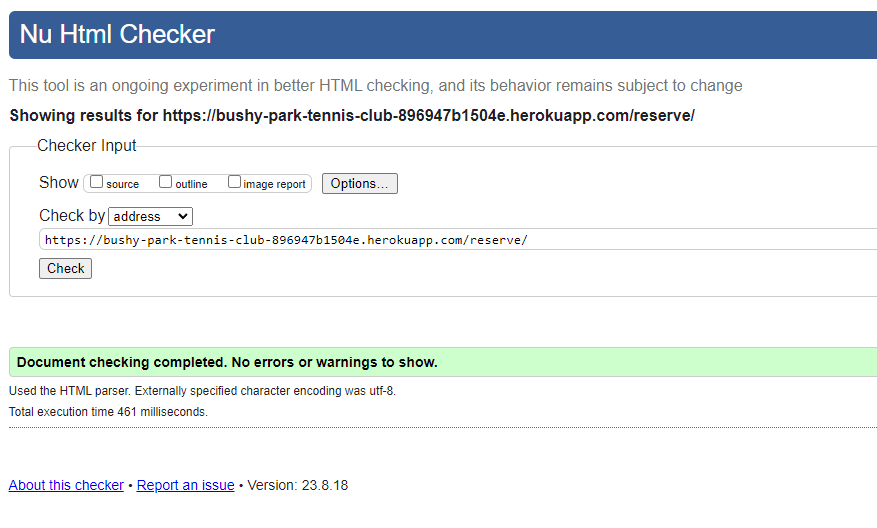 Nu Html Checker
This tool is an ongoing experiment in better HTML checking, and its behavior remains subject to change
Showing results for https://bushy-park-tennis-club-896947b1504e.herokuapp.com/reserve/
Checker Input
Show source outline image report Options...
Check by address
https://bushy-park-tennis-club-896947b1504e.herokuapp.com/reserve/
Check
Document checking completed. No errors or warnings to show.
Used the HTML parser. Externally specified character encoding was utf-8.
Total execution time 461 milliseconds.
About this checker • Report an issue • Version: 23.8.18